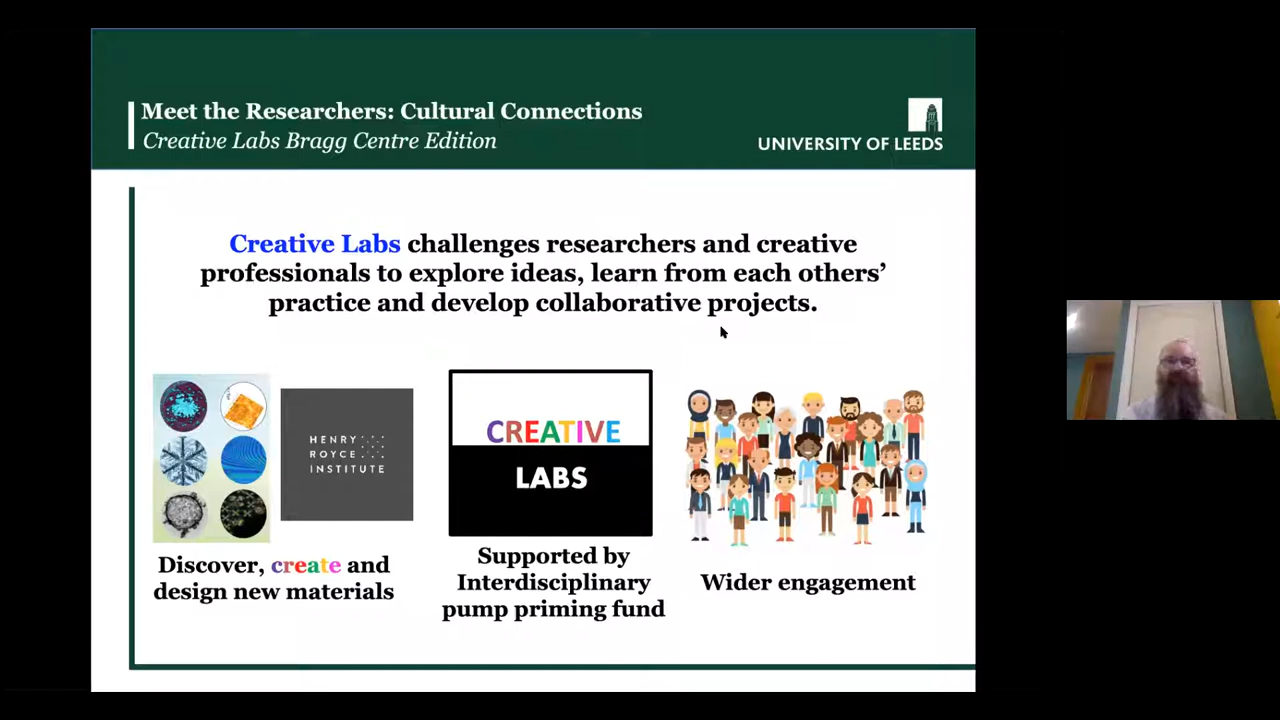 Meet the Researchers: Cultural Connections
Creative Labs Bragg Centre Edition
UNIVERSITY OF LEEDS
Creative Labs challenges researchers and creative
professionals to explore ideas, learn from each others’
practice and develop collaborative projects.
HENRY
ROYCE
INSTITUTE
Discover, create and
design new materials
CREATIVE
LABS
Supported by
Interdisciplinary
pump priming fund
Wider engagement